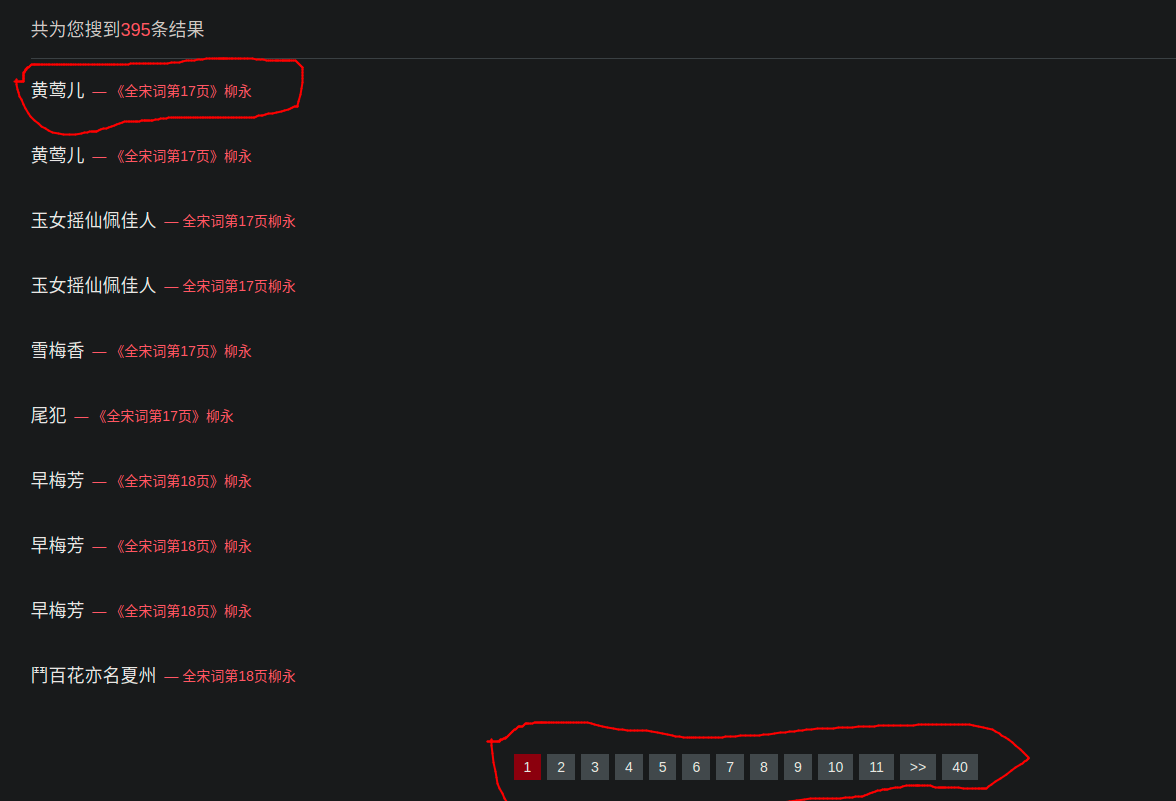 共为您搜到395条结果
黄莺儿 — 《全宋词第17页》柳永
黄莺儿 — 《全宋词第17页》柳永
玉女摇仙佩佳人 — 全宋词第17页柳永
玉女摇仙佩佳人 — 全宋词第17页柳永
雪梅香 — 《全宋词第17页》柳永
尾犯 — 《全宋词第17页》柳永
早梅芳 — 《全宋词第18页》柳永
早梅芳 — 《全宋词第18页》柳永
早梅芳 — 《全宋词第18页》柳永
鬥百花亦名夏州 — 全宋词第18页柳永
1 2 3 4 5 6 7 8 9 10 11 >> 40